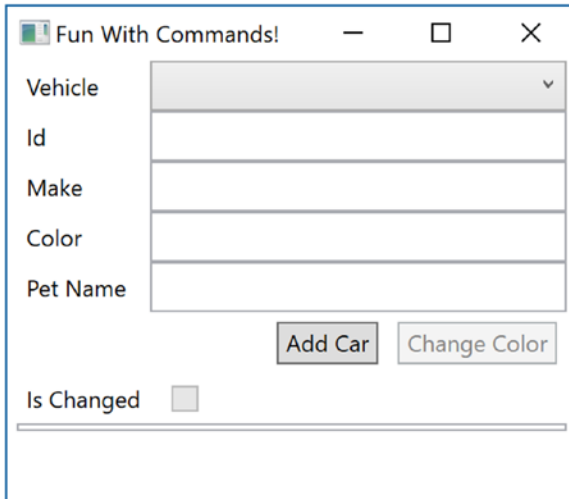 Fun With Commands!
Vehicle
Id
Make
Color
Pet Name
Add Car Change Color
Is Changed